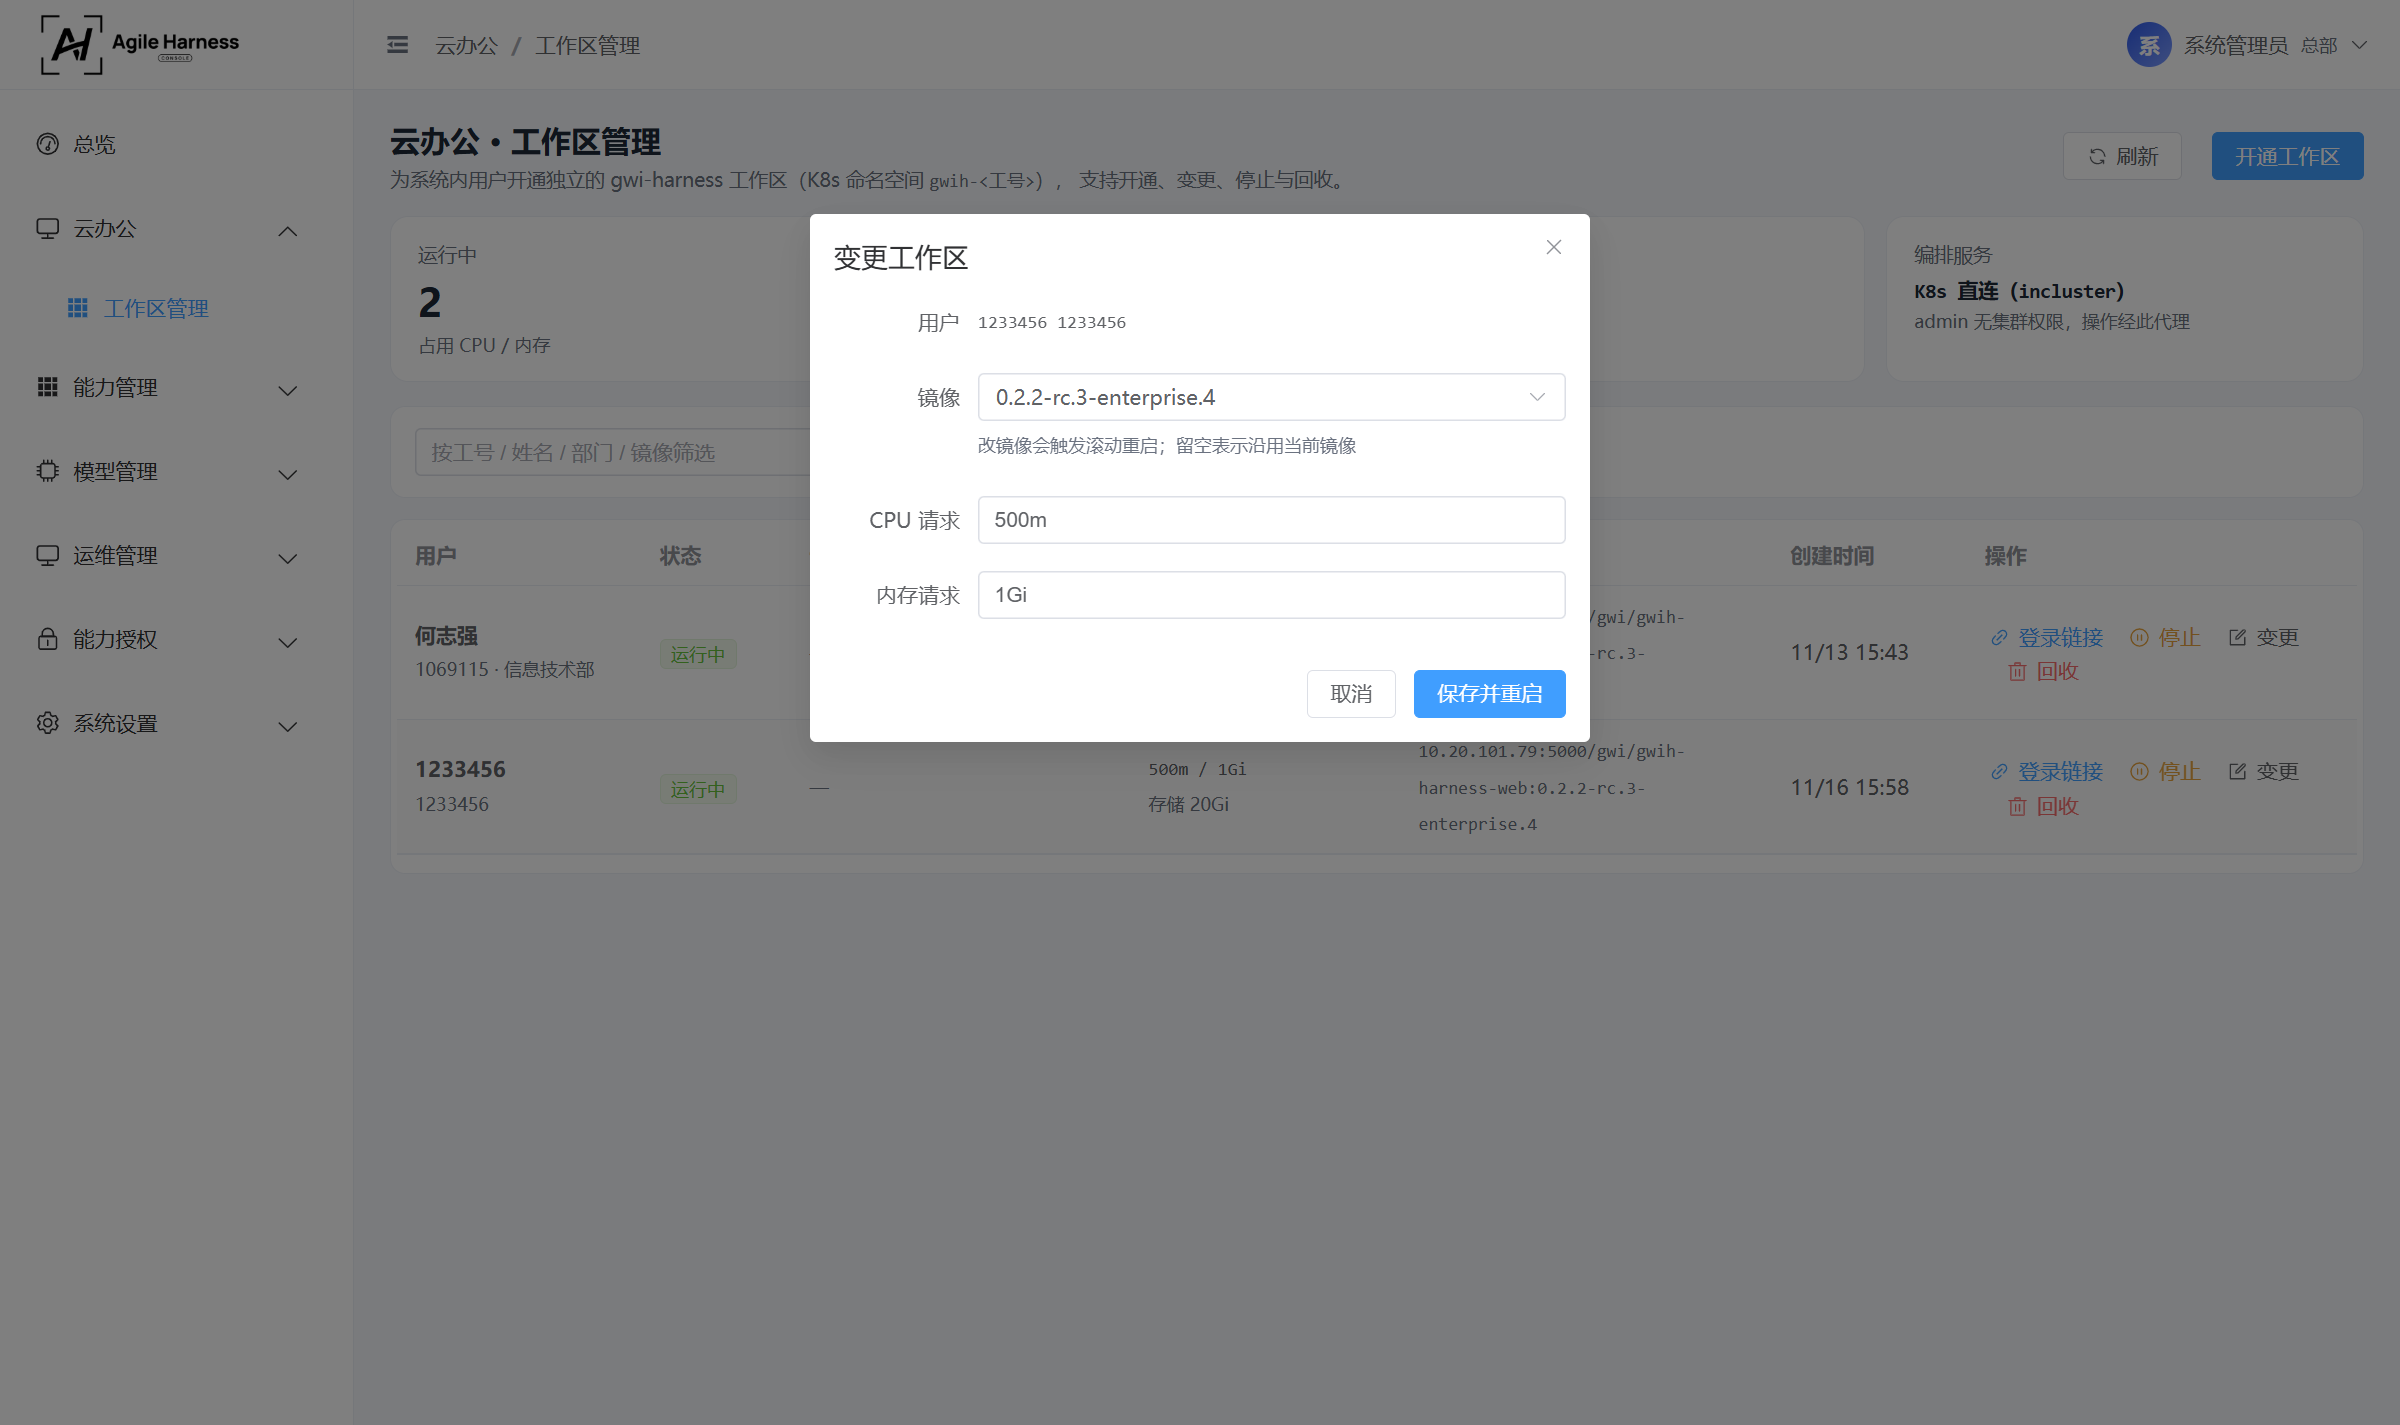 Agile Harness
CONSOLE
云办公 / 工作区管理
系 系统管理员 总部
总览
云办公
工作区管理
能力管理
模型管理
运维管理
能力授权
系统设置
云办公・工作区管理
为系统内用户开通独立的 gwi-harness 工作区（K8s 命名空间 gwih-<工号>）， 支持开通、变更、停止与回收。
刷新
开通工作区
运行中
2
占用 CPU / 内存
编排服务
K8s 直连（incluster）
admin 无集群权限，操作经此代理
按工号 / 姓名 / 部门 / 镜像筛选
用户 状态 创建时间 操作
何志强
1069115 · 信息技术部
运行中
/gwi/gwih-
-rc.3-
11/13 15:43
登录链接 停止 变更
回收
1233456
1233456
运行中
—
500m / 1Gi
存储 20Gi
10.20.101.79:5000/gwi/gwih-
harness-web:0.2.2-rc.3-
enterprise.4
11/16 15:58
登录链接 停止 变更
回收
变更工作区
用户 1233456 1233456
镜像 0.2.2-rc.3-enterprise.4
改镜像会触发滚动重启；留空表示沿用当前镜像
CPU 请求 500m
内存请求 1Gi
取消 保存并重启